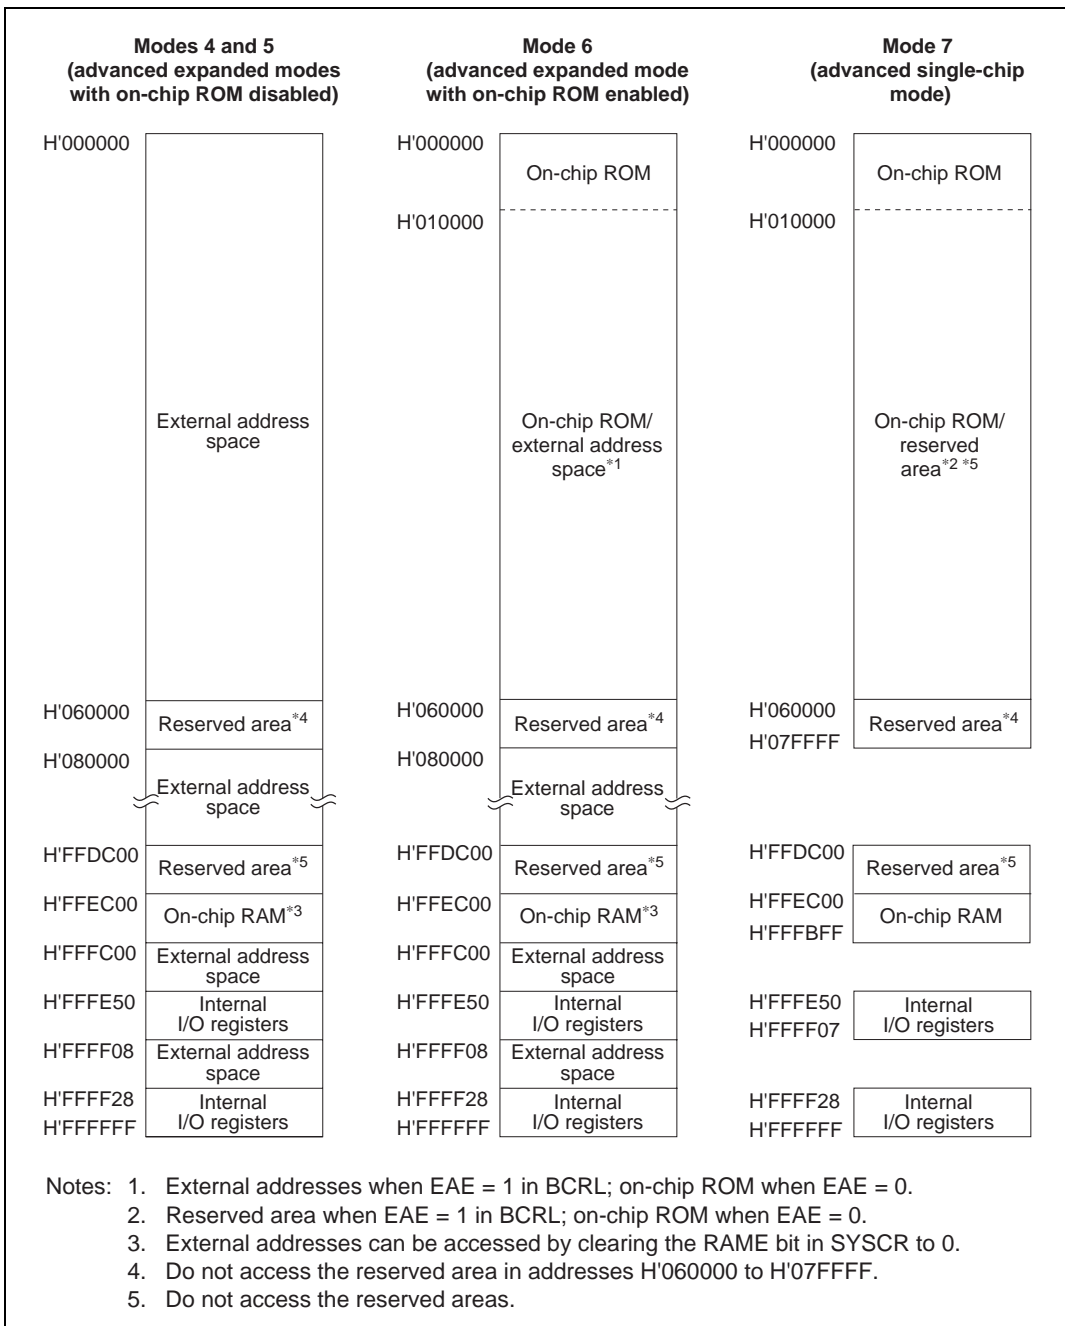 Modes 4 and 5
(advanced expanded modes
with on-chip ROM disabled)
H'000000
External address
space
H'060000
Reserved area*4
H'080000
External address
space
H'FFDC00
Reserved area*5
H'FFEC00
On-chip RAM*3
H'FFFC00
External address
space
H'FFFE50
Internal
I/O registers
H'FFFF08
External address
space
H'FFFF28
Internal
I/O registers
H'FFFFFF
Mode 6
(advanced expanded mode
with on-chip ROM enabled)
H'000000
On-chip ROM
H'010000
On-chip ROM/
external address
space*1
H'060000
Reserved area*4
H'080000
External address
space
H'FFDC00
Reserved area*5
H'FFEC00
On-chip RAM*3
H'FFFC00
External address
space
H'FFFE50
Internal
I/O registers
H'FFFF08
External address
space
H'FFFF28
Internal
I/O registers
H'FFFFFF
Mode 7
(advanced single-chip
mode)
H'000000
On-chip ROM
H'010000
On-chip ROM/
reserved
area*2 *5
H'060000
Reserved area*4
H'07FFFF
H'FFDC00
Reserved area*5
H'FFEC00
On-chip RAM
H'FFFBFF
H'FFFE50
Internal
I/O registers
H'FFFF07
H'FFFF28
Internal
I/O registers
H'FFFFFF
Notes: 1. External addresses when EAE = 1 in BCRL; on-chip ROM when EAE = 0.
2. Reserved area when EAE = 1 in BCRL; on-chip ROM when EAE = 0.
3. External addresses can be accessed by clearing the RAME bit in SYSCR to 0.
4. Do not access the reserved area in addresses H'060000 to H'07FFFF.
5. Do not access the reserved areas.